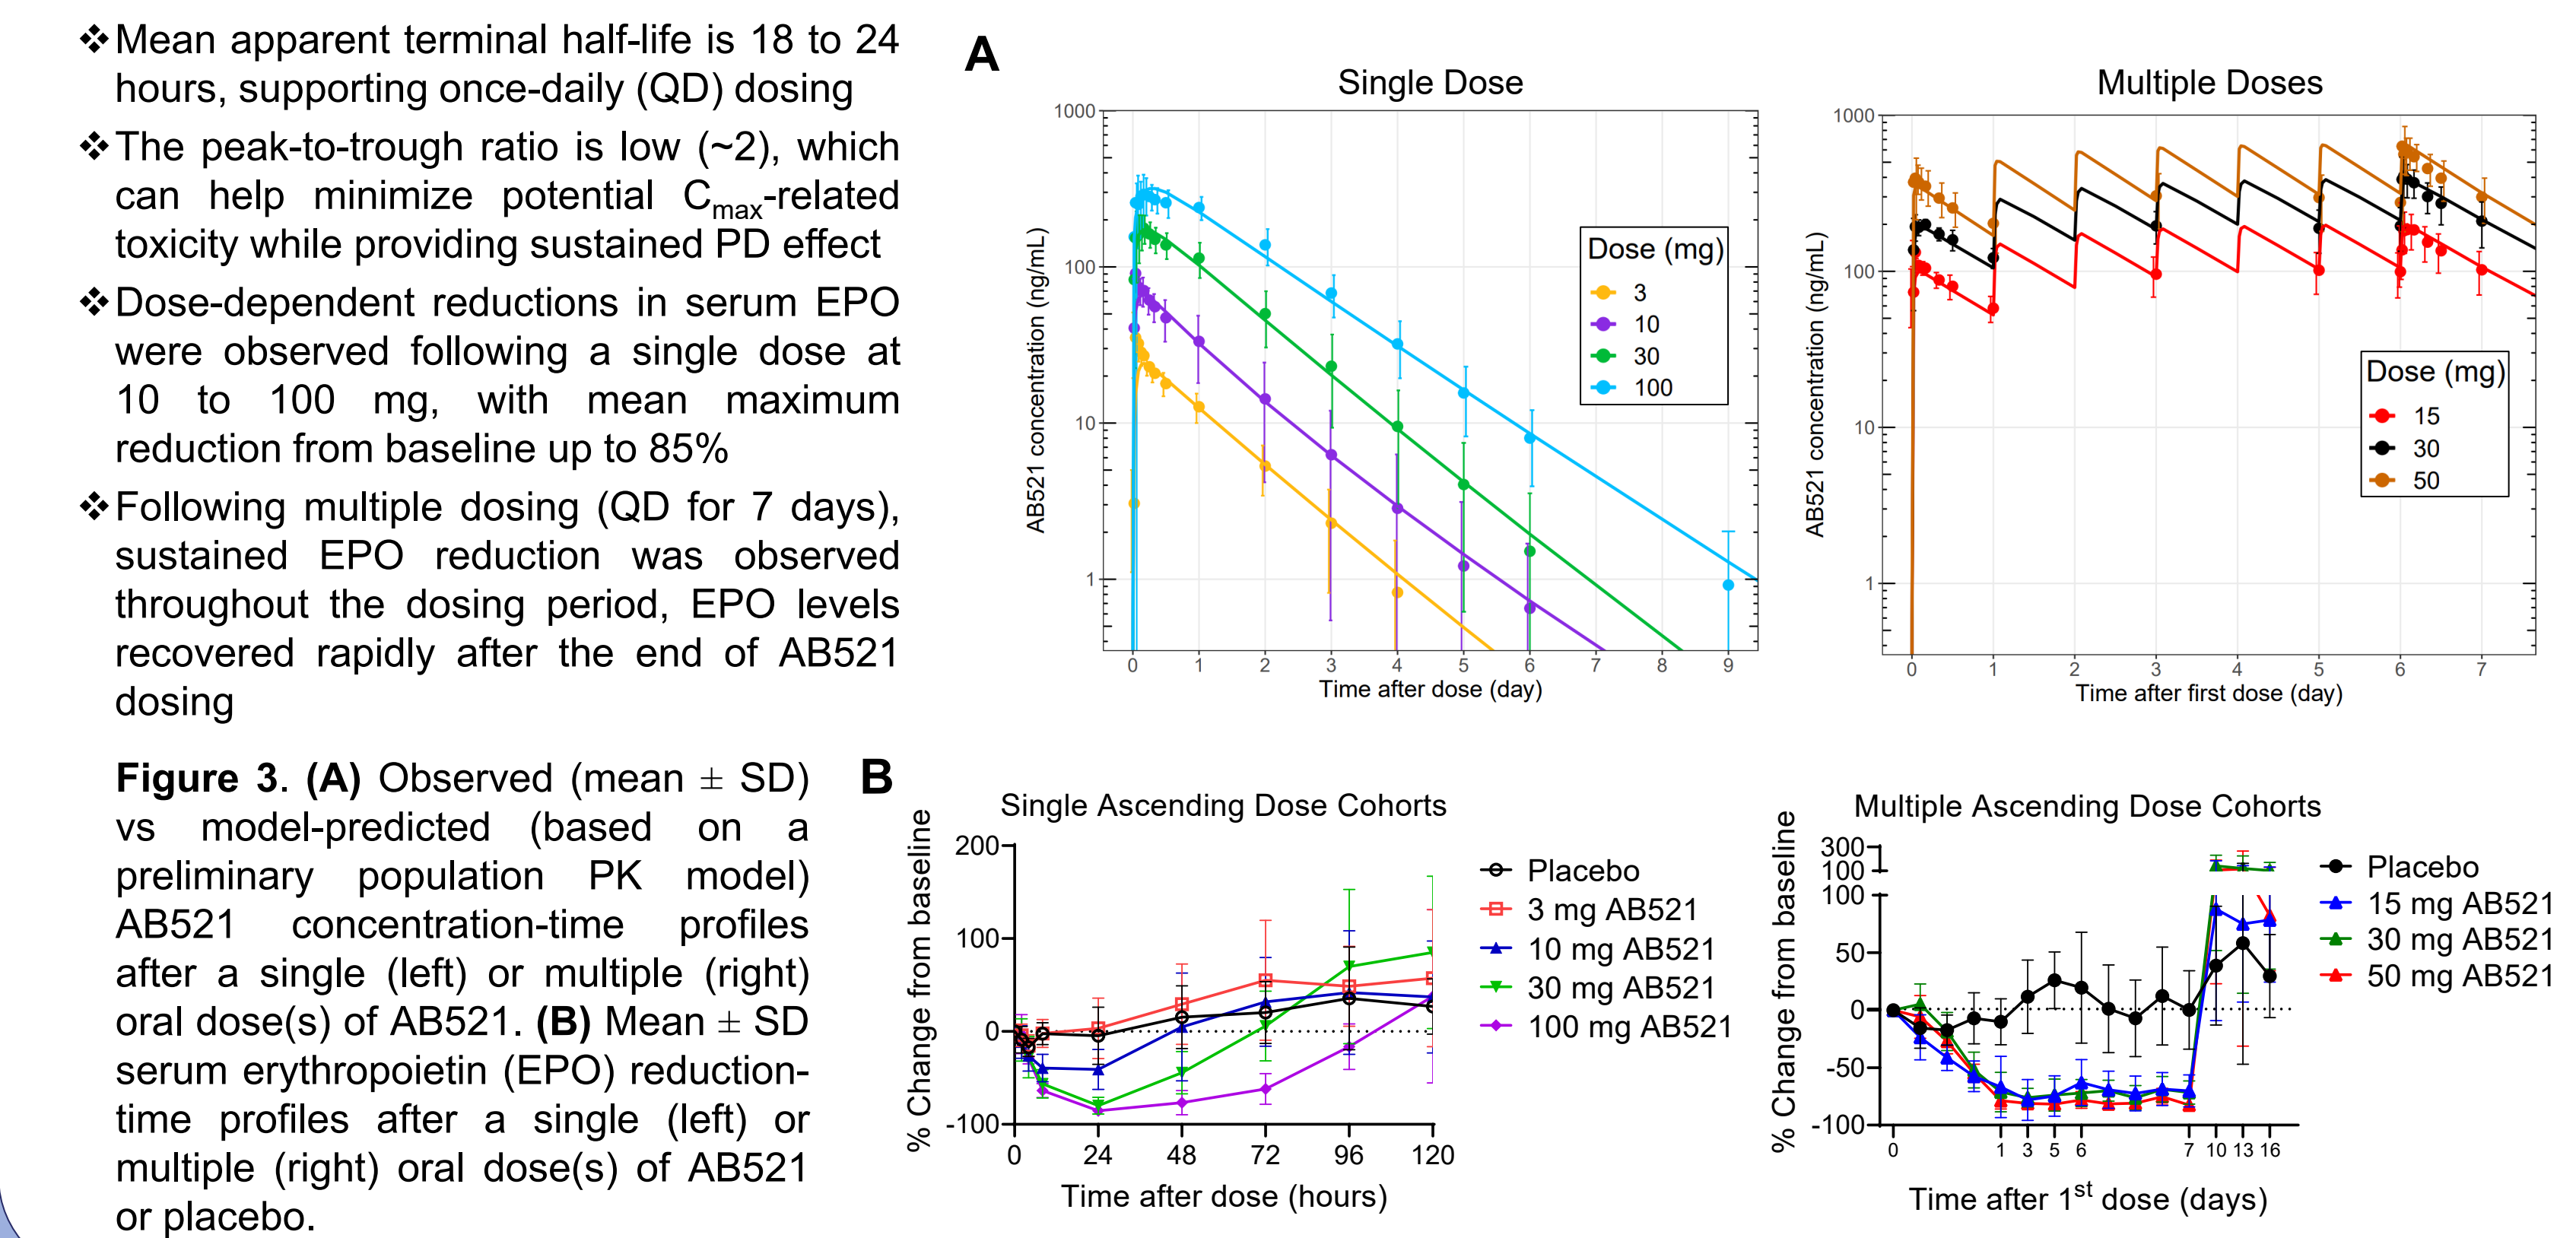 ❖Mean apparent terminal half-life is 18 to 24
hours, supporting once-daily (QD) dosing
❖The peak-to-trough ratio is low (~2), which
can help minimize potential Cmax-related
toxicity while providing sustained PD effect
❖Dose-dependent reductions in serum EPO
were observed following a single dose at
10 to 100 mg, with mean maximum
reduction from baseline up to 85%
❖Following multiple dosing (QD for 7 days),
sustained EPO reduction was observed
throughout the dosing period, EPO levels
recovered rapidly after the end of AB521
dosing
Figure 3. (A) Observed (mean ± SD)
vs model-predicted (based on a
preliminary population PK model)
AB521 concentration-time profiles
after a single (left) or multiple (right)
oral dose(s) of AB521. (B) Mean ± SD
serum erythropoietin (EPO) reduction-
time profiles after a single (left) or
multiple (right) oral dose(s) of AB521
or placebo.
A
Single Dose
AB521 concentration (ng/mL)
1000
100
10
1
0 1 2 3 4 5 6 7 8 9
Time after dose (day)
Dose (mg)
3
10
30
100
Multiple Doses
AB521 concentration (ng/mL)
1000
100
10
1
0 1 2 3 4 5 6 7
Time after first dose (day)
Dose (mg)
15
30
50
B
Single Ascending Dose Cohorts
% Change from baseline
200
100
0
-100
0 24 48 72 96 120
Time after dose (hours)
Placebo
3 mg AB521
10 mg AB521
30 mg AB521
100 mg AB521
Multiple Ascending Dose Cohorts
% Change from baseline
300
100
100
50
0
-50
-100
0 1 3 5 6 7 10 13 16
Time after 1st dose (days)
Placebo
15 mg AB521
30 mg AB521
50 mg AB521